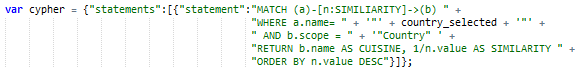 var cypher = {"statements":[{"statement":"MATCH (a)-[n:SIMILIARITY]->(b) " +
"WHERE a.name= " + '"' + country_selected + '"' +
" AND b.scope = " + '"Country" ' +
"RETURN b.name AS CUISINE, 1/n.value AS SIMILIARITY " +
"ORDER BY n.value DESC"}]};